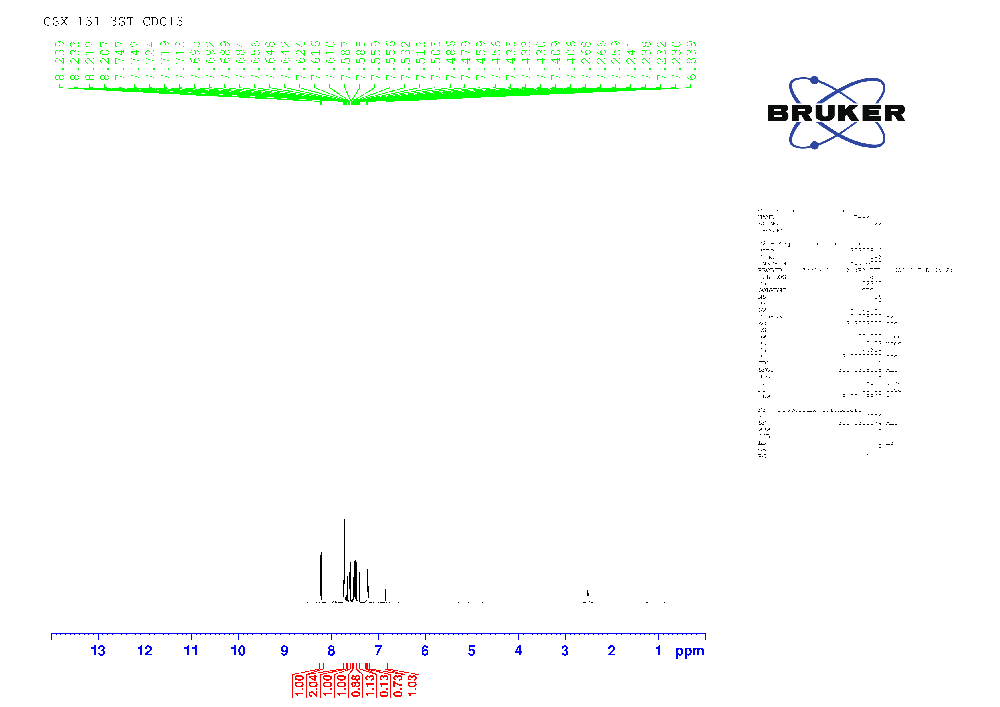 CSX 131 3ST CDCl3
8.239
8.233
8.212
8.207
7.747
7.742
7.724
7.719
7.713
7.695
7.692
7.689
7.684
7.656
7.648
7.642
7.624
7.616
7.610
7.587
7.585
7.559
7.556
7.532
7.513
7.505
7.486
7.479
7.459
7.456
7.435
7.433
7.430
7.409
7.406
7.268
7.266
7.259
7.241
7.238
7.232
7.230
6.839
BRUKER
Current Data Parameters
NAME Desktop
EXPNO 22
PROCNO 1
F2 - Acquisition Parameters
Date_ 20250916
Time 0.46 h
INSTRUM AVNEO300
PROBHD Z551701_0046 (PA DUL 300S1 C-H-D-05 Z)
PULPROG zg30
TD 32768
SOLVENT CDCl3
NS 16
DS 0
SWH 5882.353 Hz
FIDRES 0.359030 Hz
AQ 2.7852800 sec
RG 101
DW 85.000 usec
DE 8.07 usec
TE 296.4 K
D1 2.00000000 sec
TD0 1
SFO1 300.1318008 MHz
NUC1 1H
P0 5.00 usec
P1 15.00 usec
PLW1 9.08119965 W
F2 - Processing parameters
SI 16384
SF 300.1300074 MHz
WDW EM
SSB 0
LB 0 Hz
GB 0
PC 1.00
13 12 11 10 9 8 7 6 5 4 3 2 1 ppm
1.00
2.04
1.00
1.00
0.88
1.13
0.13
0.73
1.03